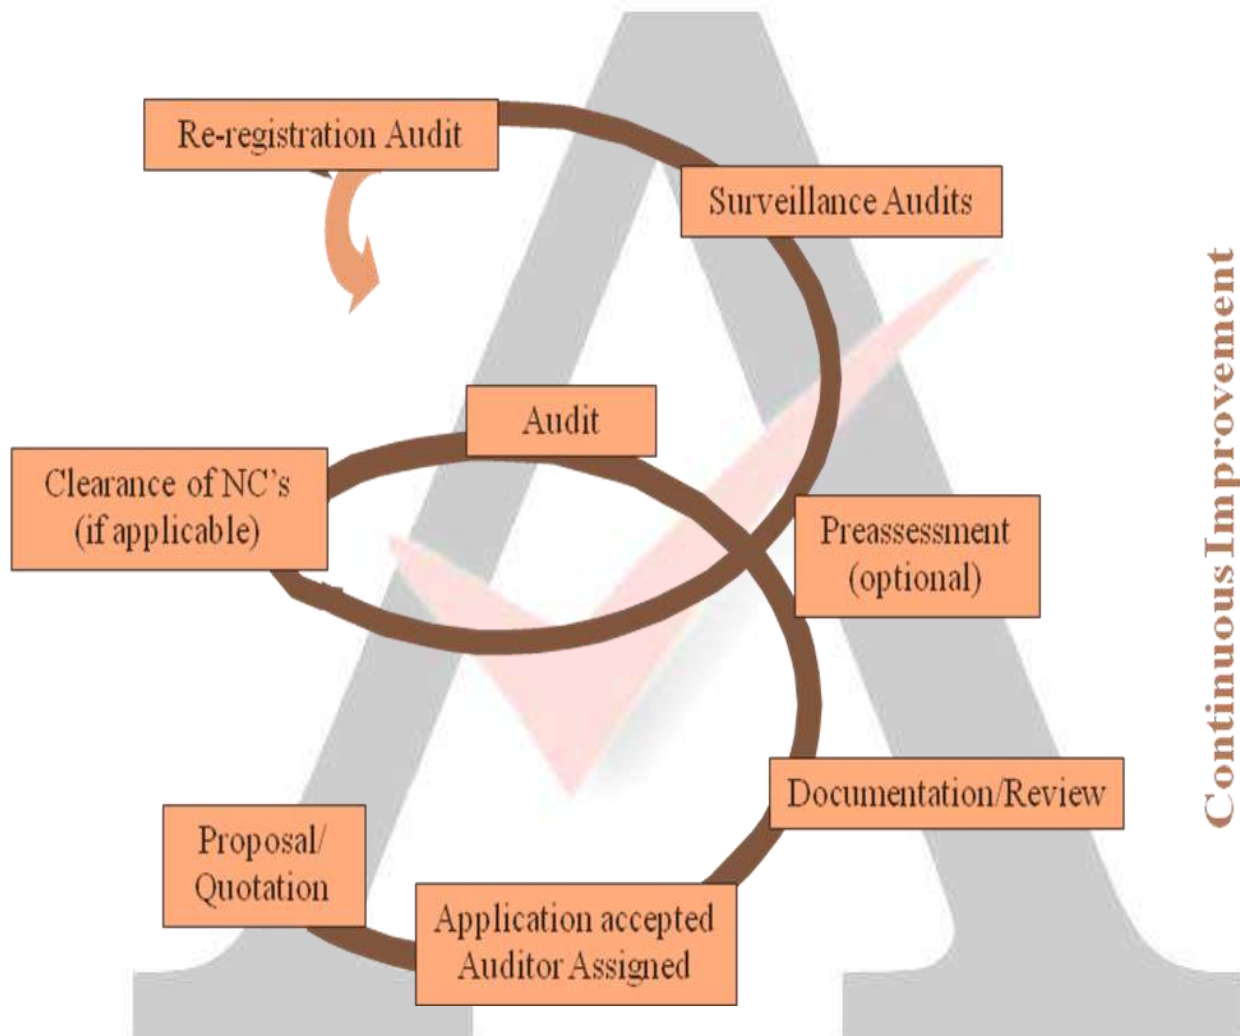 Re-registration Audit
Surveillance Audits
Audit
Clearance of NC’s
(if applicable)
Preassessment
(optional)
Documentation/Review
Proposal/
Quotation
Application accepted
Auditor Assigned
Continuous Improvement